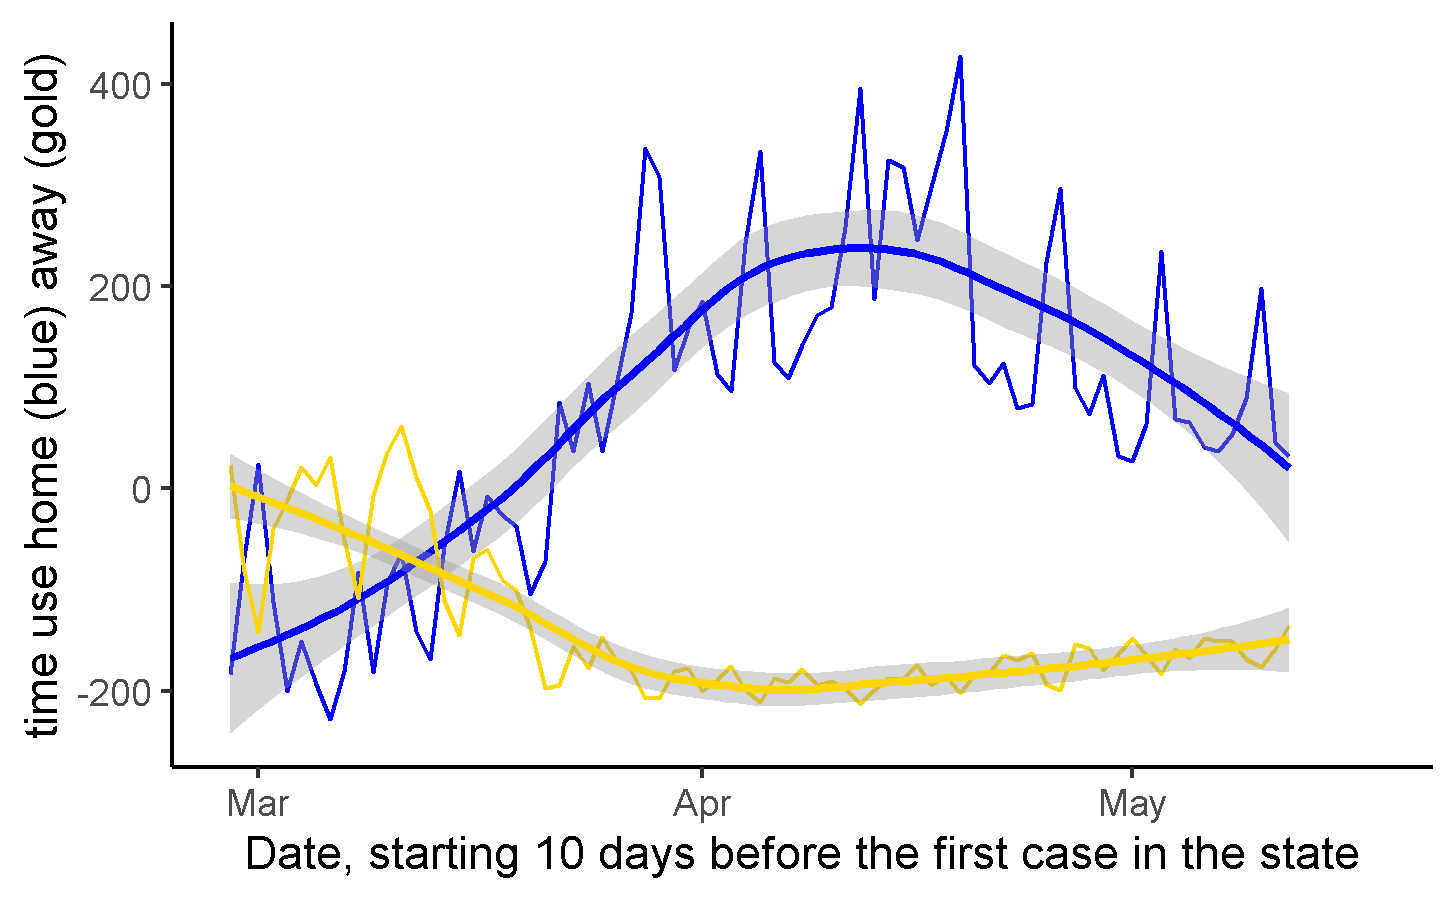 time use home (blue) away (gold)
400
200
0
-200
Mar
Apr
May
Date, starting 10 days before the first case in the state